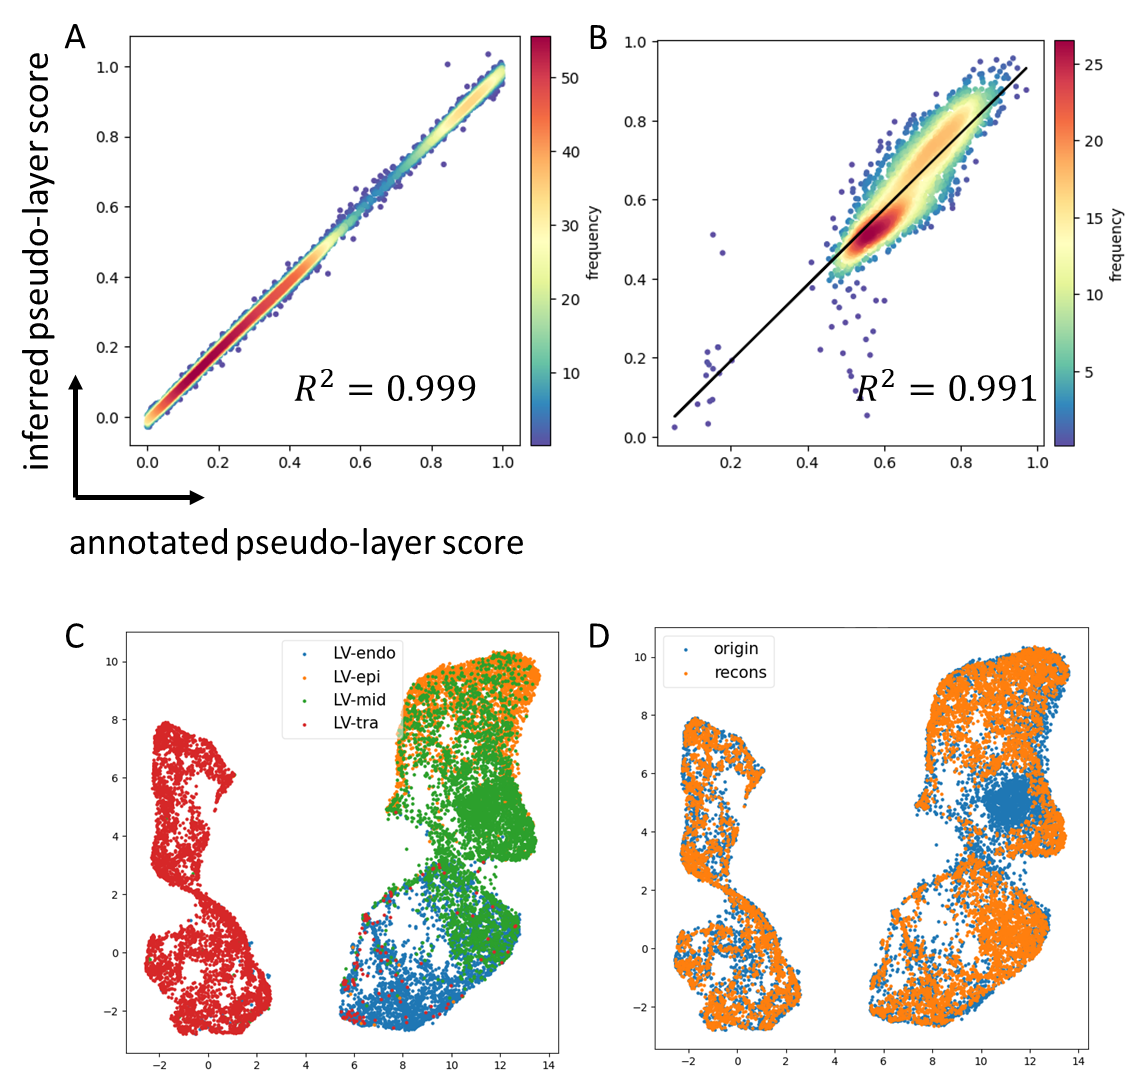 A
B
inferred pseudo-layer score
1.0
0.8
0.6
0.4
0.2
0.0
0.0 0.2 0.4 0.6 0.8 1.0
R² = 0.999
50
40
30
20
10
frequency
1.0
0.8
0.6
0.4
0.2
0.0
0.2 0.4 0.6 0.8 1.0
R² = 0.991
25
20
15
10
5
frequency
annotated pseudo-layer score
C
LV-endo
LV-epi
LV-mid
LV-tra
10
8
6
4
2
0
−2
−2 0 2 4 6 8 10 12 14
D
origin
recons
10
8
6
4
2
0
−2
−2 0 2 4 6 8 10 12 14